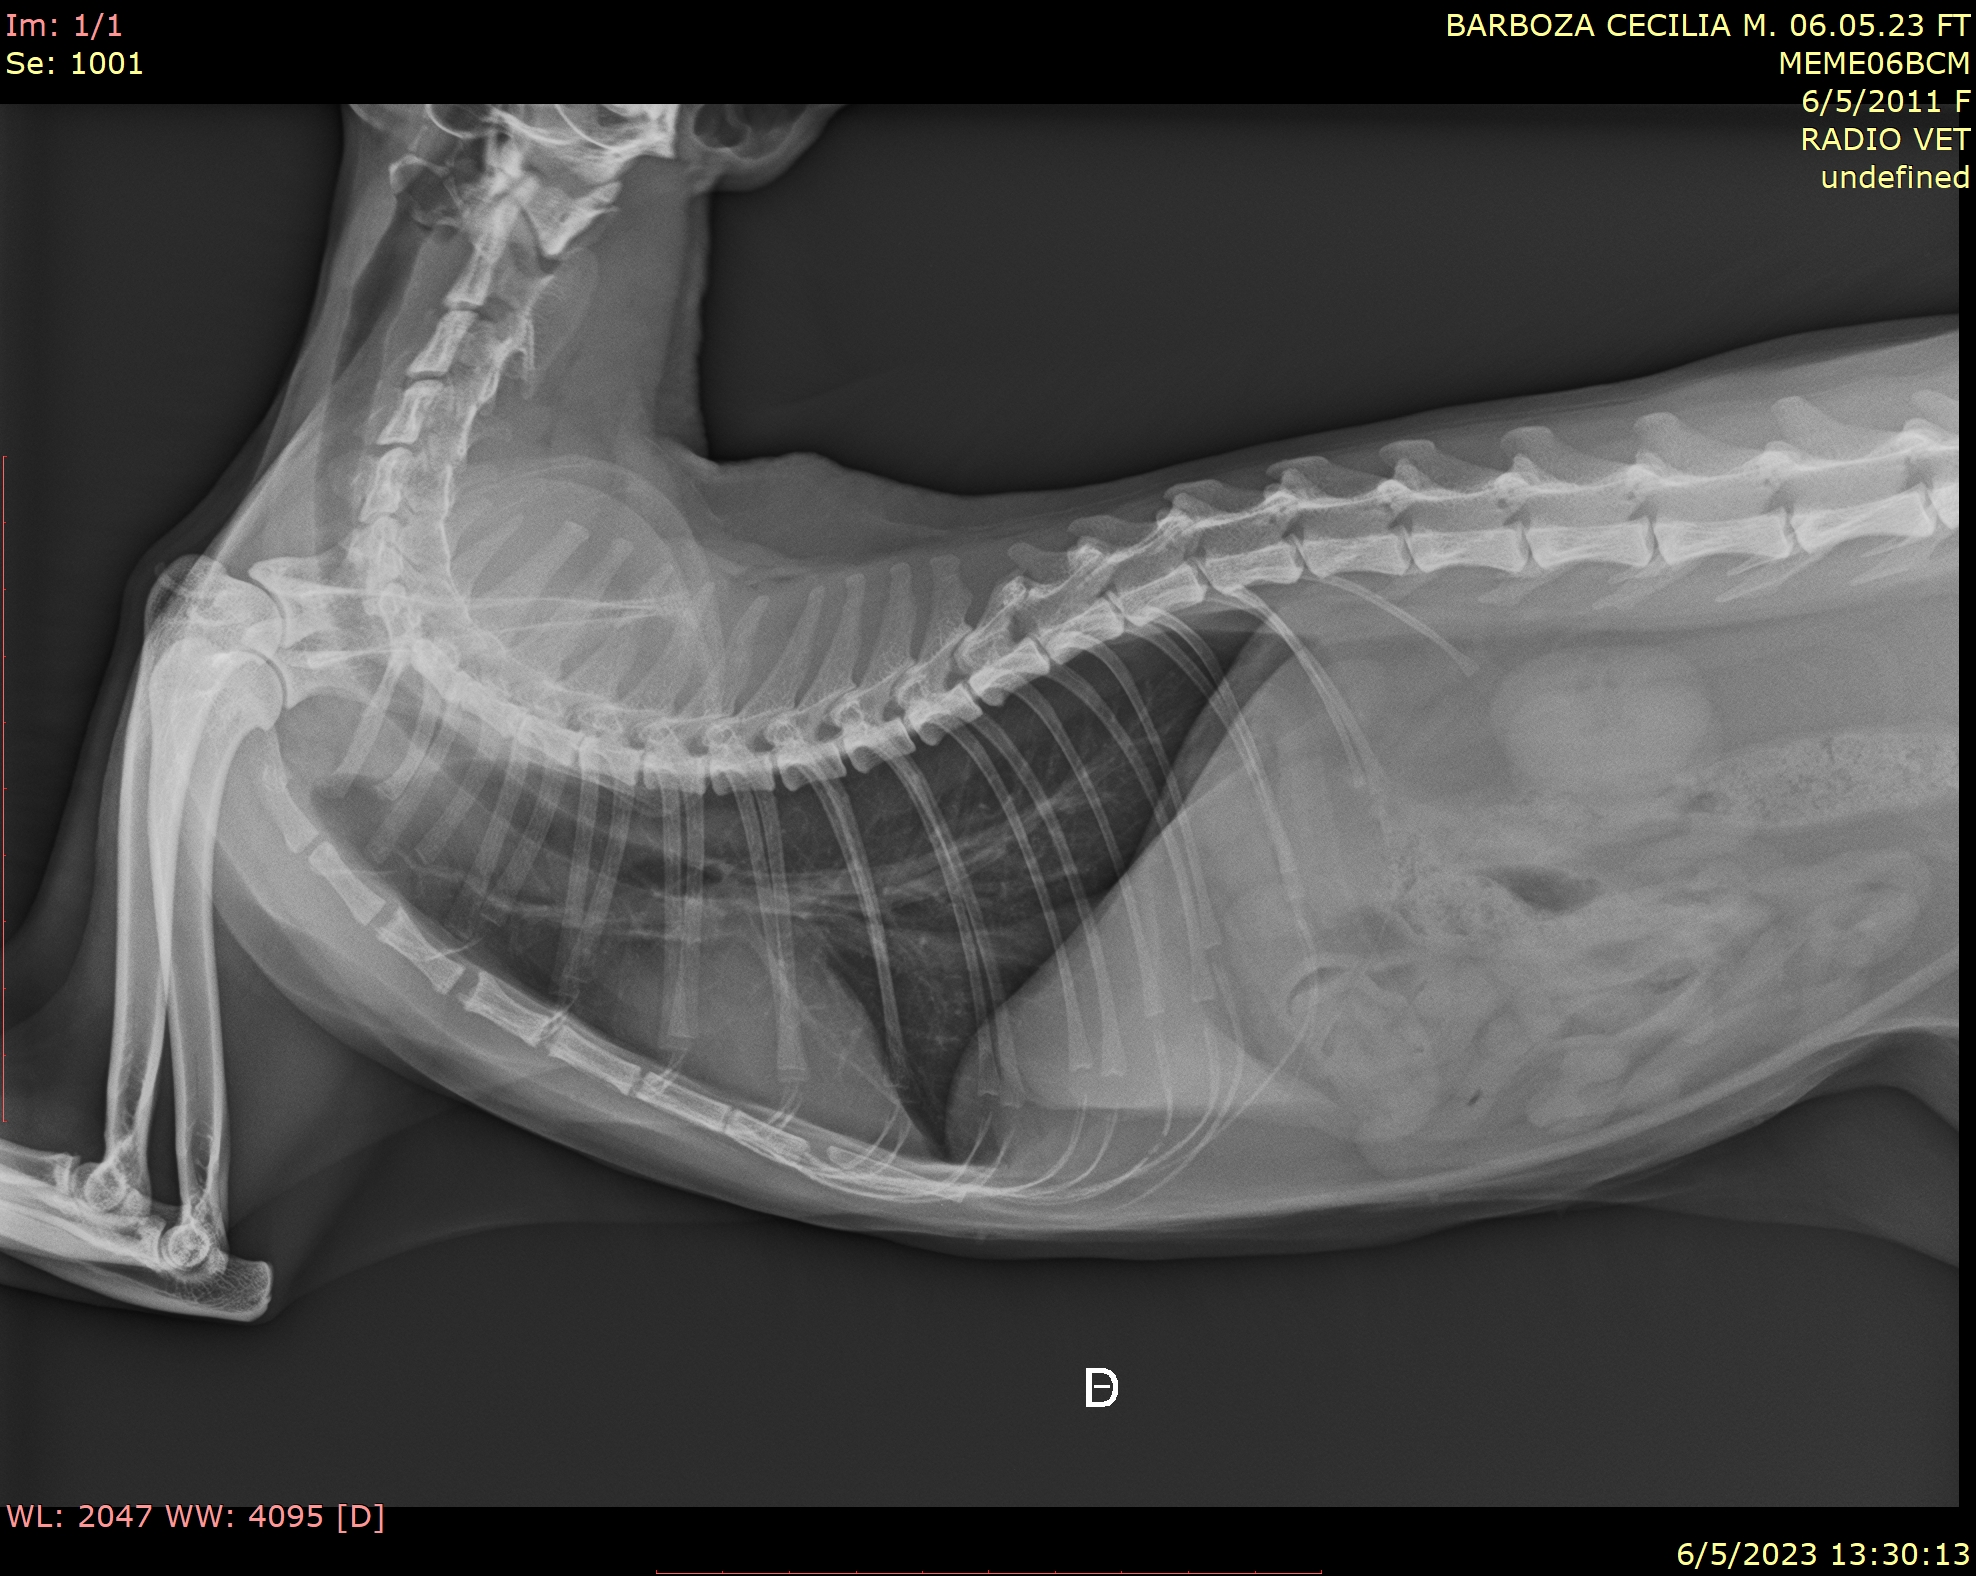 Im: 1/1
Se: 1001
BARBOZA CECILIA M. 06.05.23 FT
MEME06BCM
6/5/2011 F
RADIO VET
undefined
D
WL: 2047 WW: 4095 [D]
6/5/2023 13:30:13